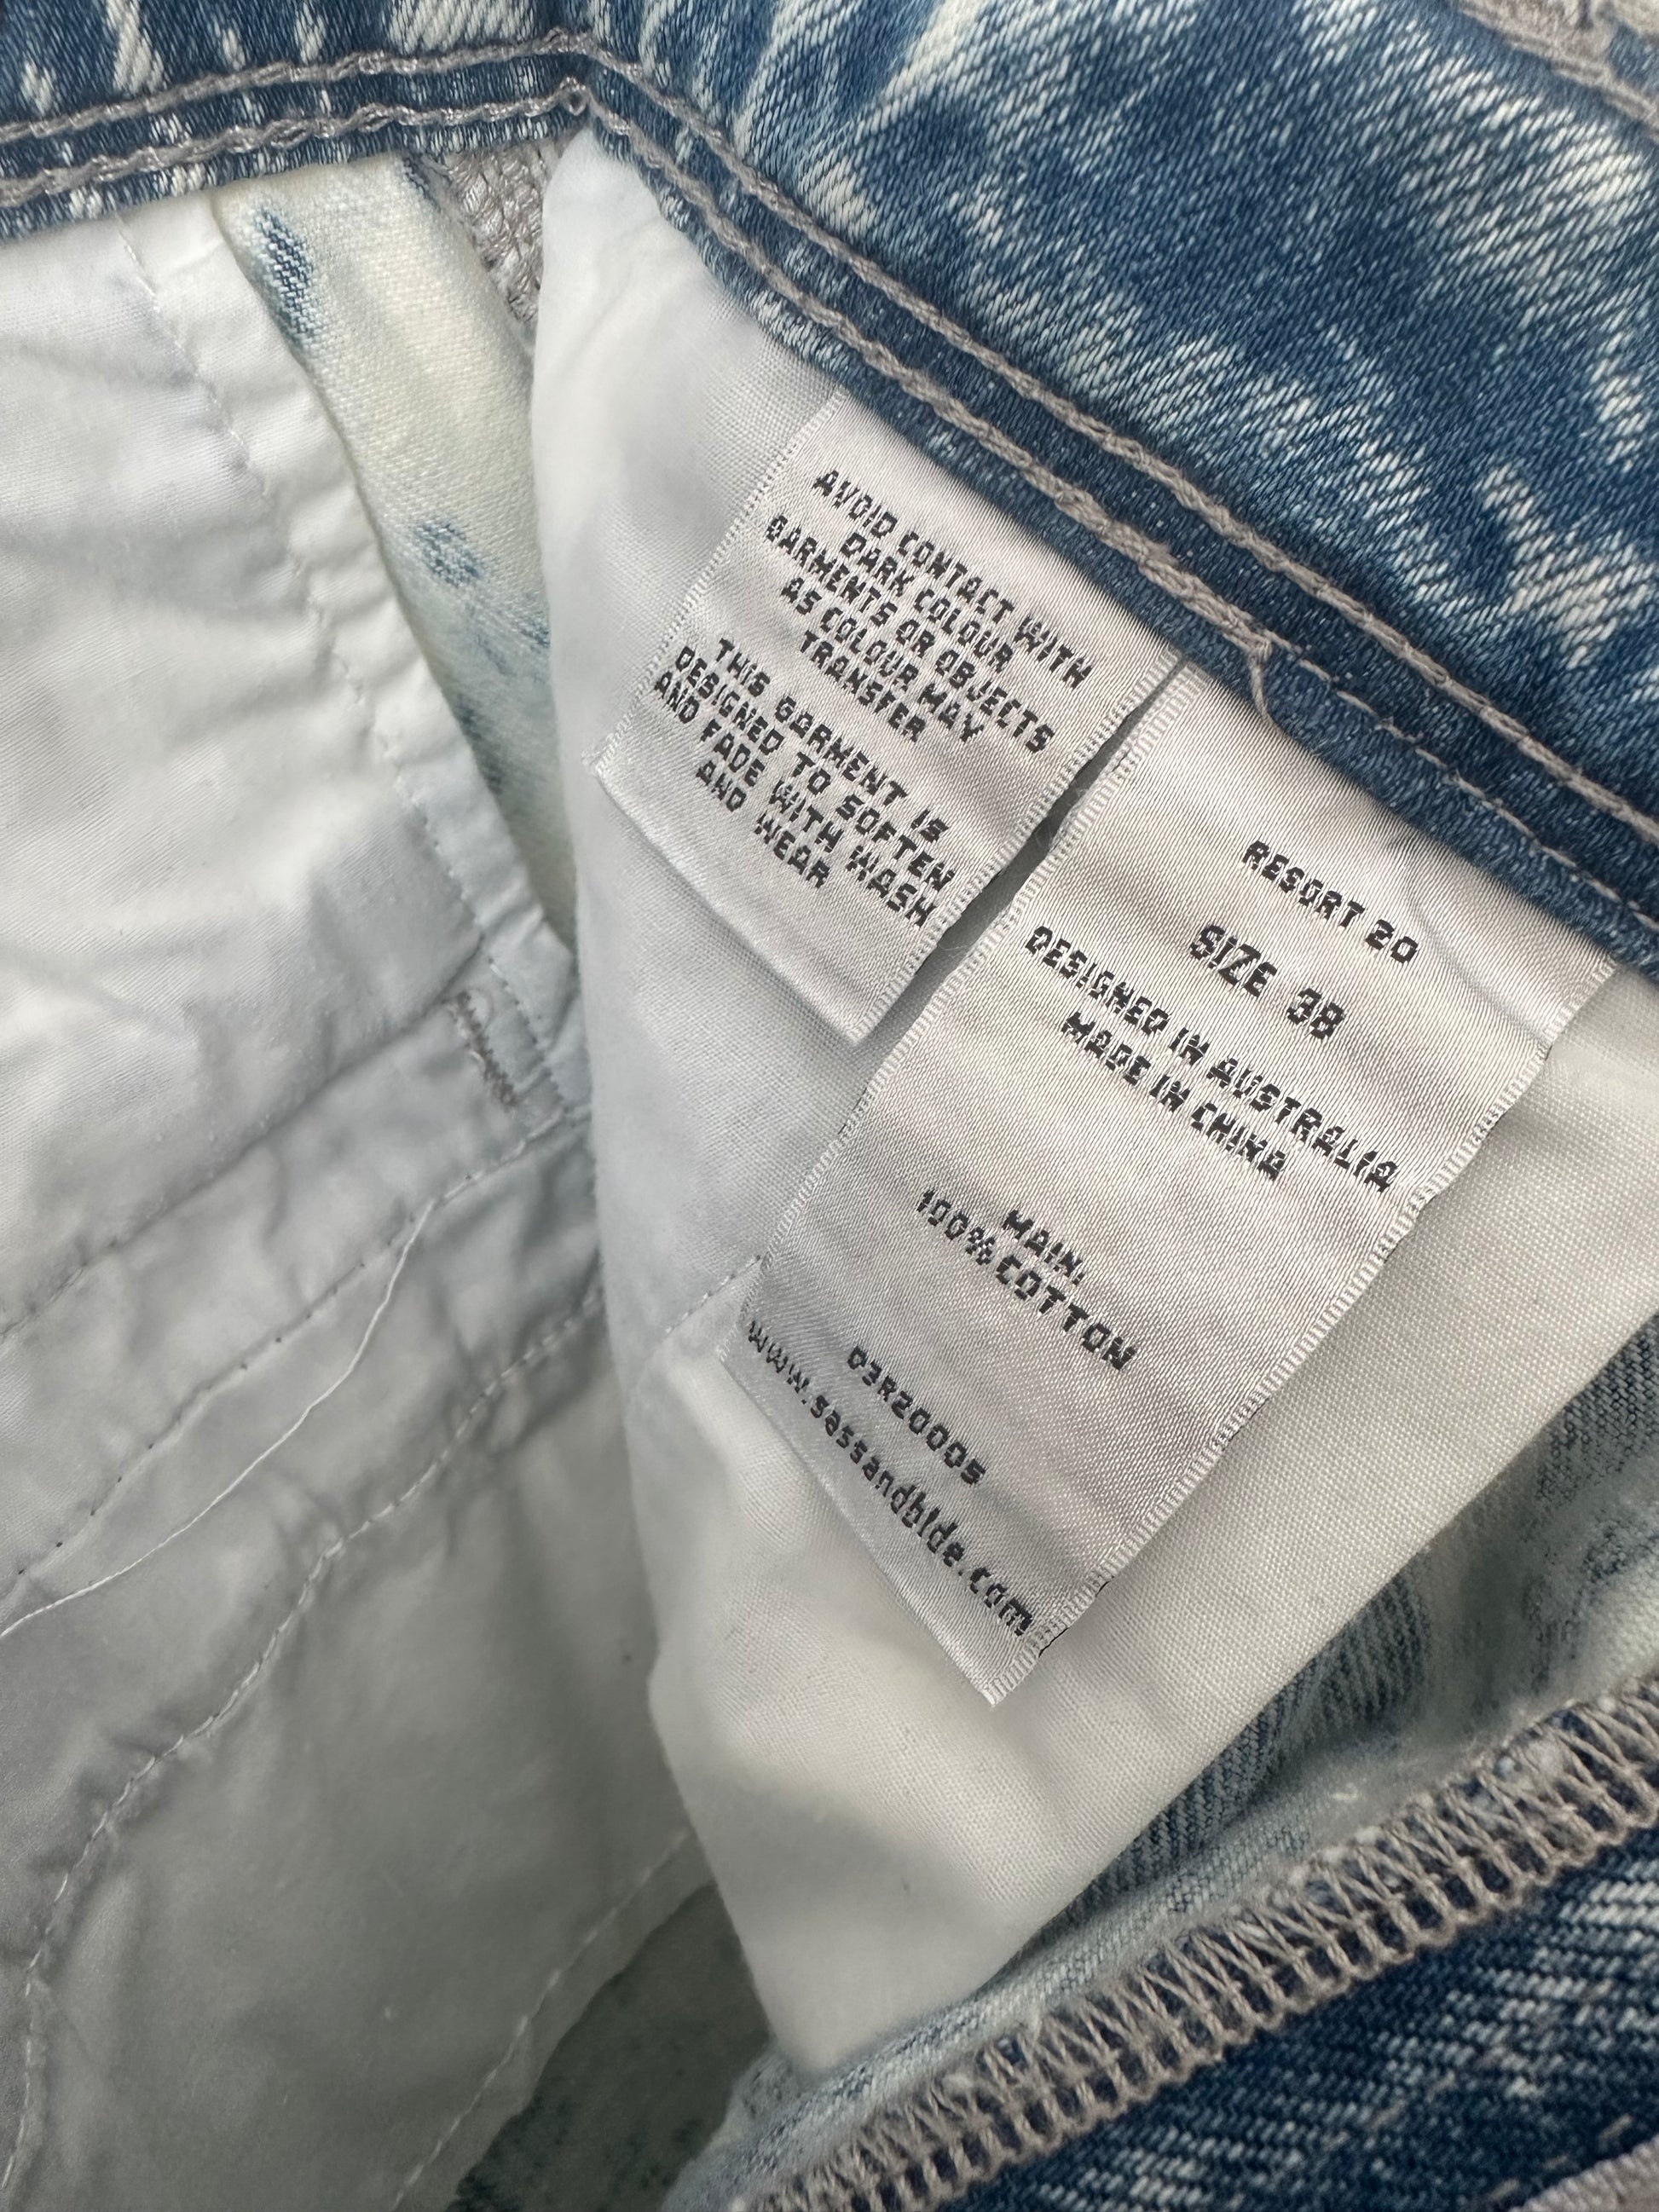 AVOID CONTACT WITH
DARK COLOUR
GARMENTS OR OBJECTS
AS COLOUR MAY
TRANSFER
THIS GARMENT IS
DESIGNED TO SOFTEN
AND FADE WITH WASH
AND WEAR
RESORT 20
SIZE 38
DESIGNED IN AUSTRALIA
MADE IN CHINA
MAIN:
100% COTTON
D3R20005
www.sassandbide.com